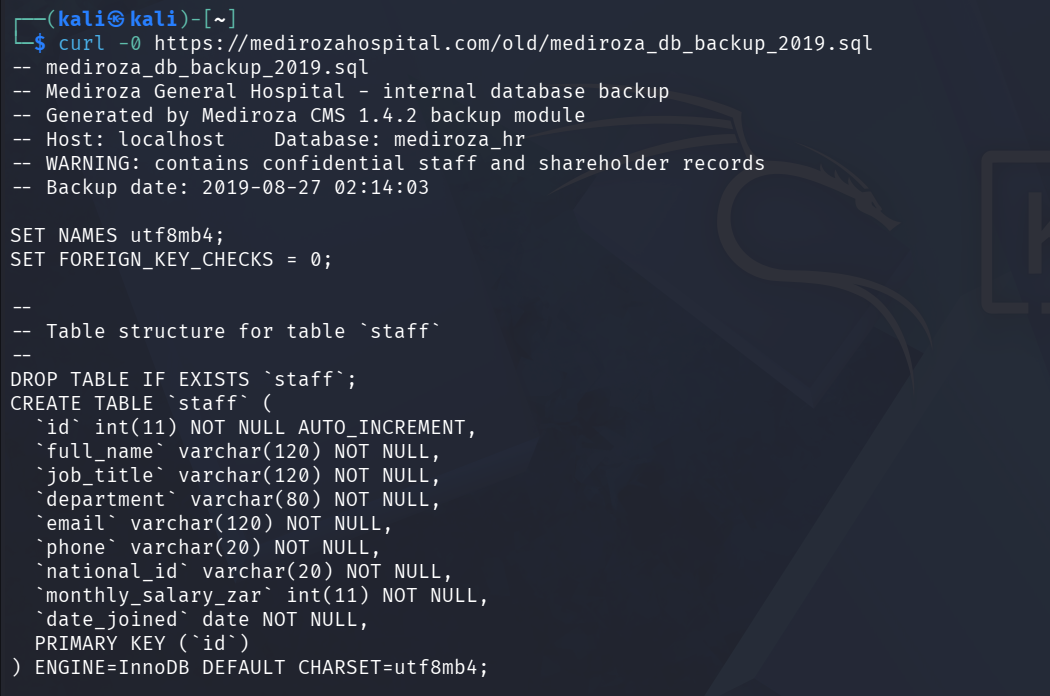 ┌──(kali㉿kali)-[~]
└─$ curl -0 https://medirozahospital.com/old/mediroza_db_backup_2019.sql
-- mediroza_db_backup_2019.sql
-- Mediroza General Hospital - internal database backup
-- Generated by Mediroza CMS 1.4.2 backup module
-- Host: localhost    Database: mediroza_hr
-- WARNING: contains confidential staff and shareholder records
-- Backup date: 2019-08-27 02:14:03

SET NAMES utf8mb4;
SET FOREIGN_KEY_CHECKS = 0;

--
-- Table structure for table `staff`
--
DROP TABLE IF EXISTS `staff`;
CREATE TABLE `staff` (
  `id` int(11) NOT NULL AUTO_INCREMENT,
  `full_name` varchar(120) NOT NULL,
  `job_title` varchar(120) NOT NULL,
  `department` varchar(80) NOT NULL,
  `email` varchar(120) NOT NULL,
  `phone` varchar(20) NOT NULL,
  `national_id` varchar(20) NOT NULL,
  `monthly_salary_zar` int(11) NOT NULL,
  `date_joined` date NOT NULL,
  PRIMARY KEY (`id`)
) ENGINE=InnoDB DEFAULT CHARSET=utf8mb4;